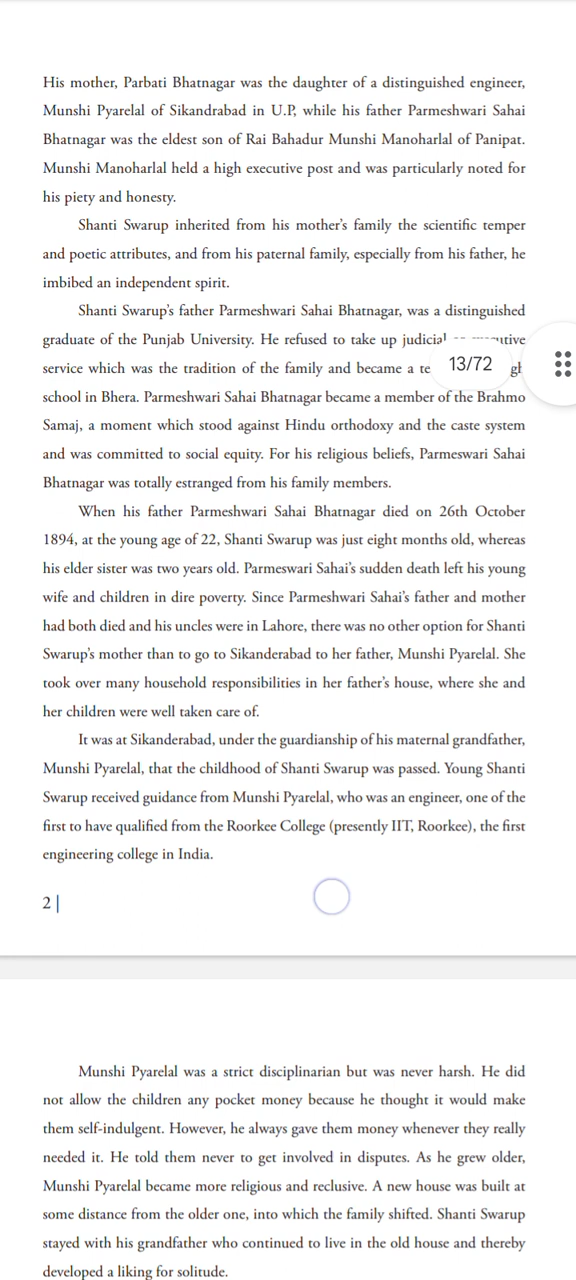 His mother, Parbati Bhatnagar was the daughter of a distinguished engineer,
Munshi Pyarelal of Sikandrabad in U.P, while his father Parmeshwari Sahai
Bhatnagar was the eldest son of Rai Bahadur Munshi Manoharlal of Panipat.
Munshi Manoharlal held a high executive post and was particularly noted for
his piety and honesty.
Shanti Swarup inherited from his mother's family the scientific temper
and poetic attributes, and from his paternal family, especially from his father, he
imbibed an independent spirit.
Shanti Swarup's father Parmeshwari Sahai Bhatnagar, was a distinguished
graduate of the Punjab University. He refused to take up judicial
service which was the tradition of the family and became a te
13/72
school in Bhera. Parmeshwari Sahai Bhatnagar became a member of the Brahmo
Samaj, a moment which stood against Hindu orthodoxy and the caste system
and was committed to social equity. For his religious beliefs, Parmeswari Sahai
Bhatnagar was totally estranged from his family members.
When his father Parmeshwari Sahai Bhatnagar died on 26th October
1894, at the young age of 22, Shanti Swarup was just eight months old, whereas
his elder sister was two years old. Parmeswari Sahai's sudden death left his young
wife and children in dire poverty. Since Parmeshwari Sahai's father and mother
had both died and his uncles were in Lahore, there was no other option for Shanti
Swarup's mother than to go to Sikanderabad to her father, Munshi Pyarelal. She
took over many household responsibilities in her father's house, where she and
her children were well taken care of.
It was at Sikanderabad, under the guardianship of his maternal grandfather,
Munshi Pyarelal, that the childhood of Shanti Swarup was passed. Young Shanti
Swarup received guidance from Munshi Pyarelal, who was an engineer, one of the
first to have qualified from the Roorkee College (presently IIT, Roorkee), the first
engineering college in India.
2 |
Munshi Pyarelal was a strict disciplinarian but was never harsh. He did
not allow the children any pocket money because he thought it would make
them self-indulgent. However, he always gave them money whenever they really
needed it. He told them never to get involved in disputes. As he grew older,
Munshi Pyarelal became more religious and reclusive. A new house was built at
some distance from the older one, into which the family shifted. Shanti Swarup
stayed with his grandfather who continued to live in the old house and thereby
developed a liking for solitude.